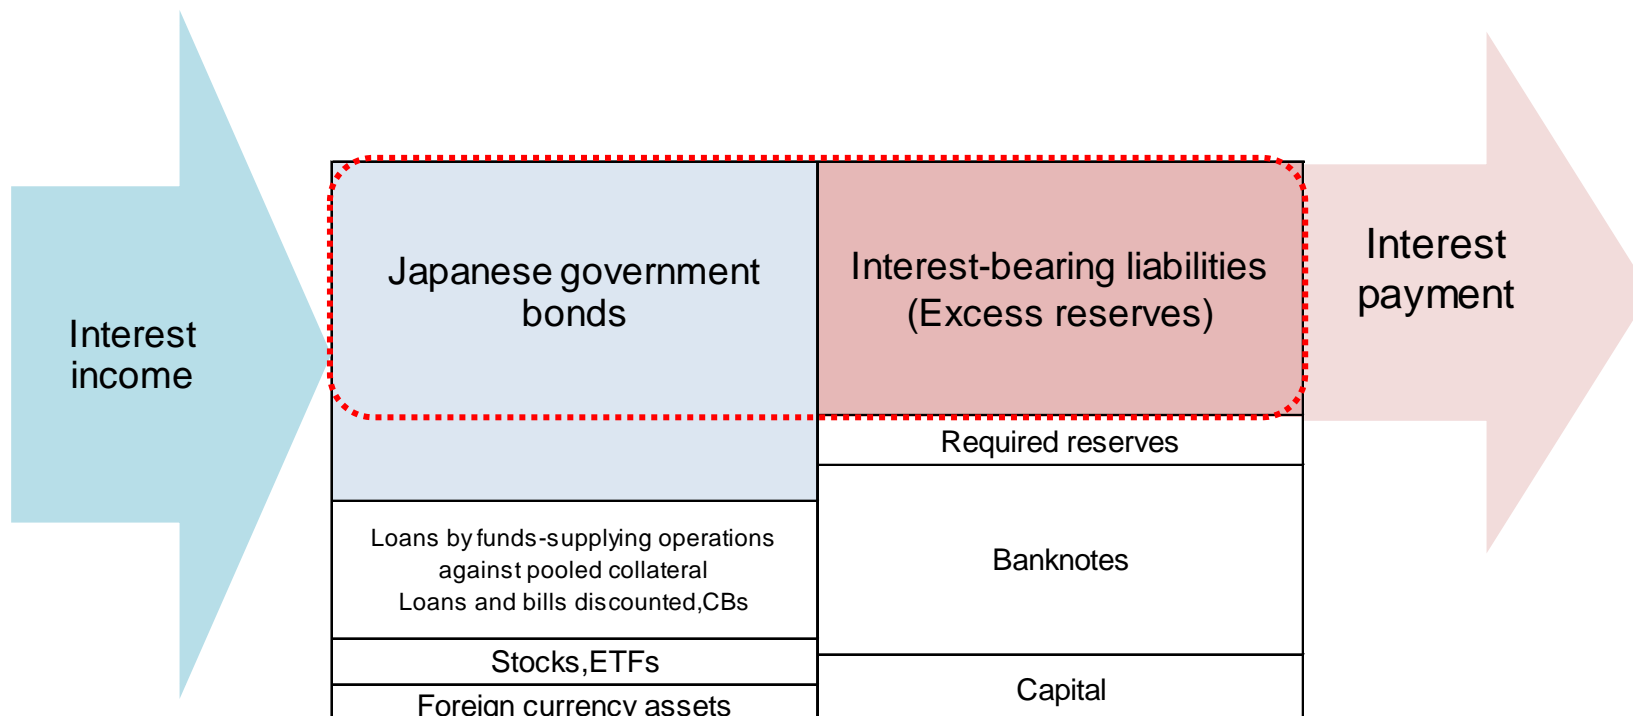 Interest
income
Japanese government
bonds
Interest-bearing liabilities
(Excess reserves)
Interest
payment
Required reserves
Loans by funds-supplying operations
against pooled collateral
Loans and bills discounted,CBs
Banknotes
Stocks,ETFs
Capital
Foreign currency assets